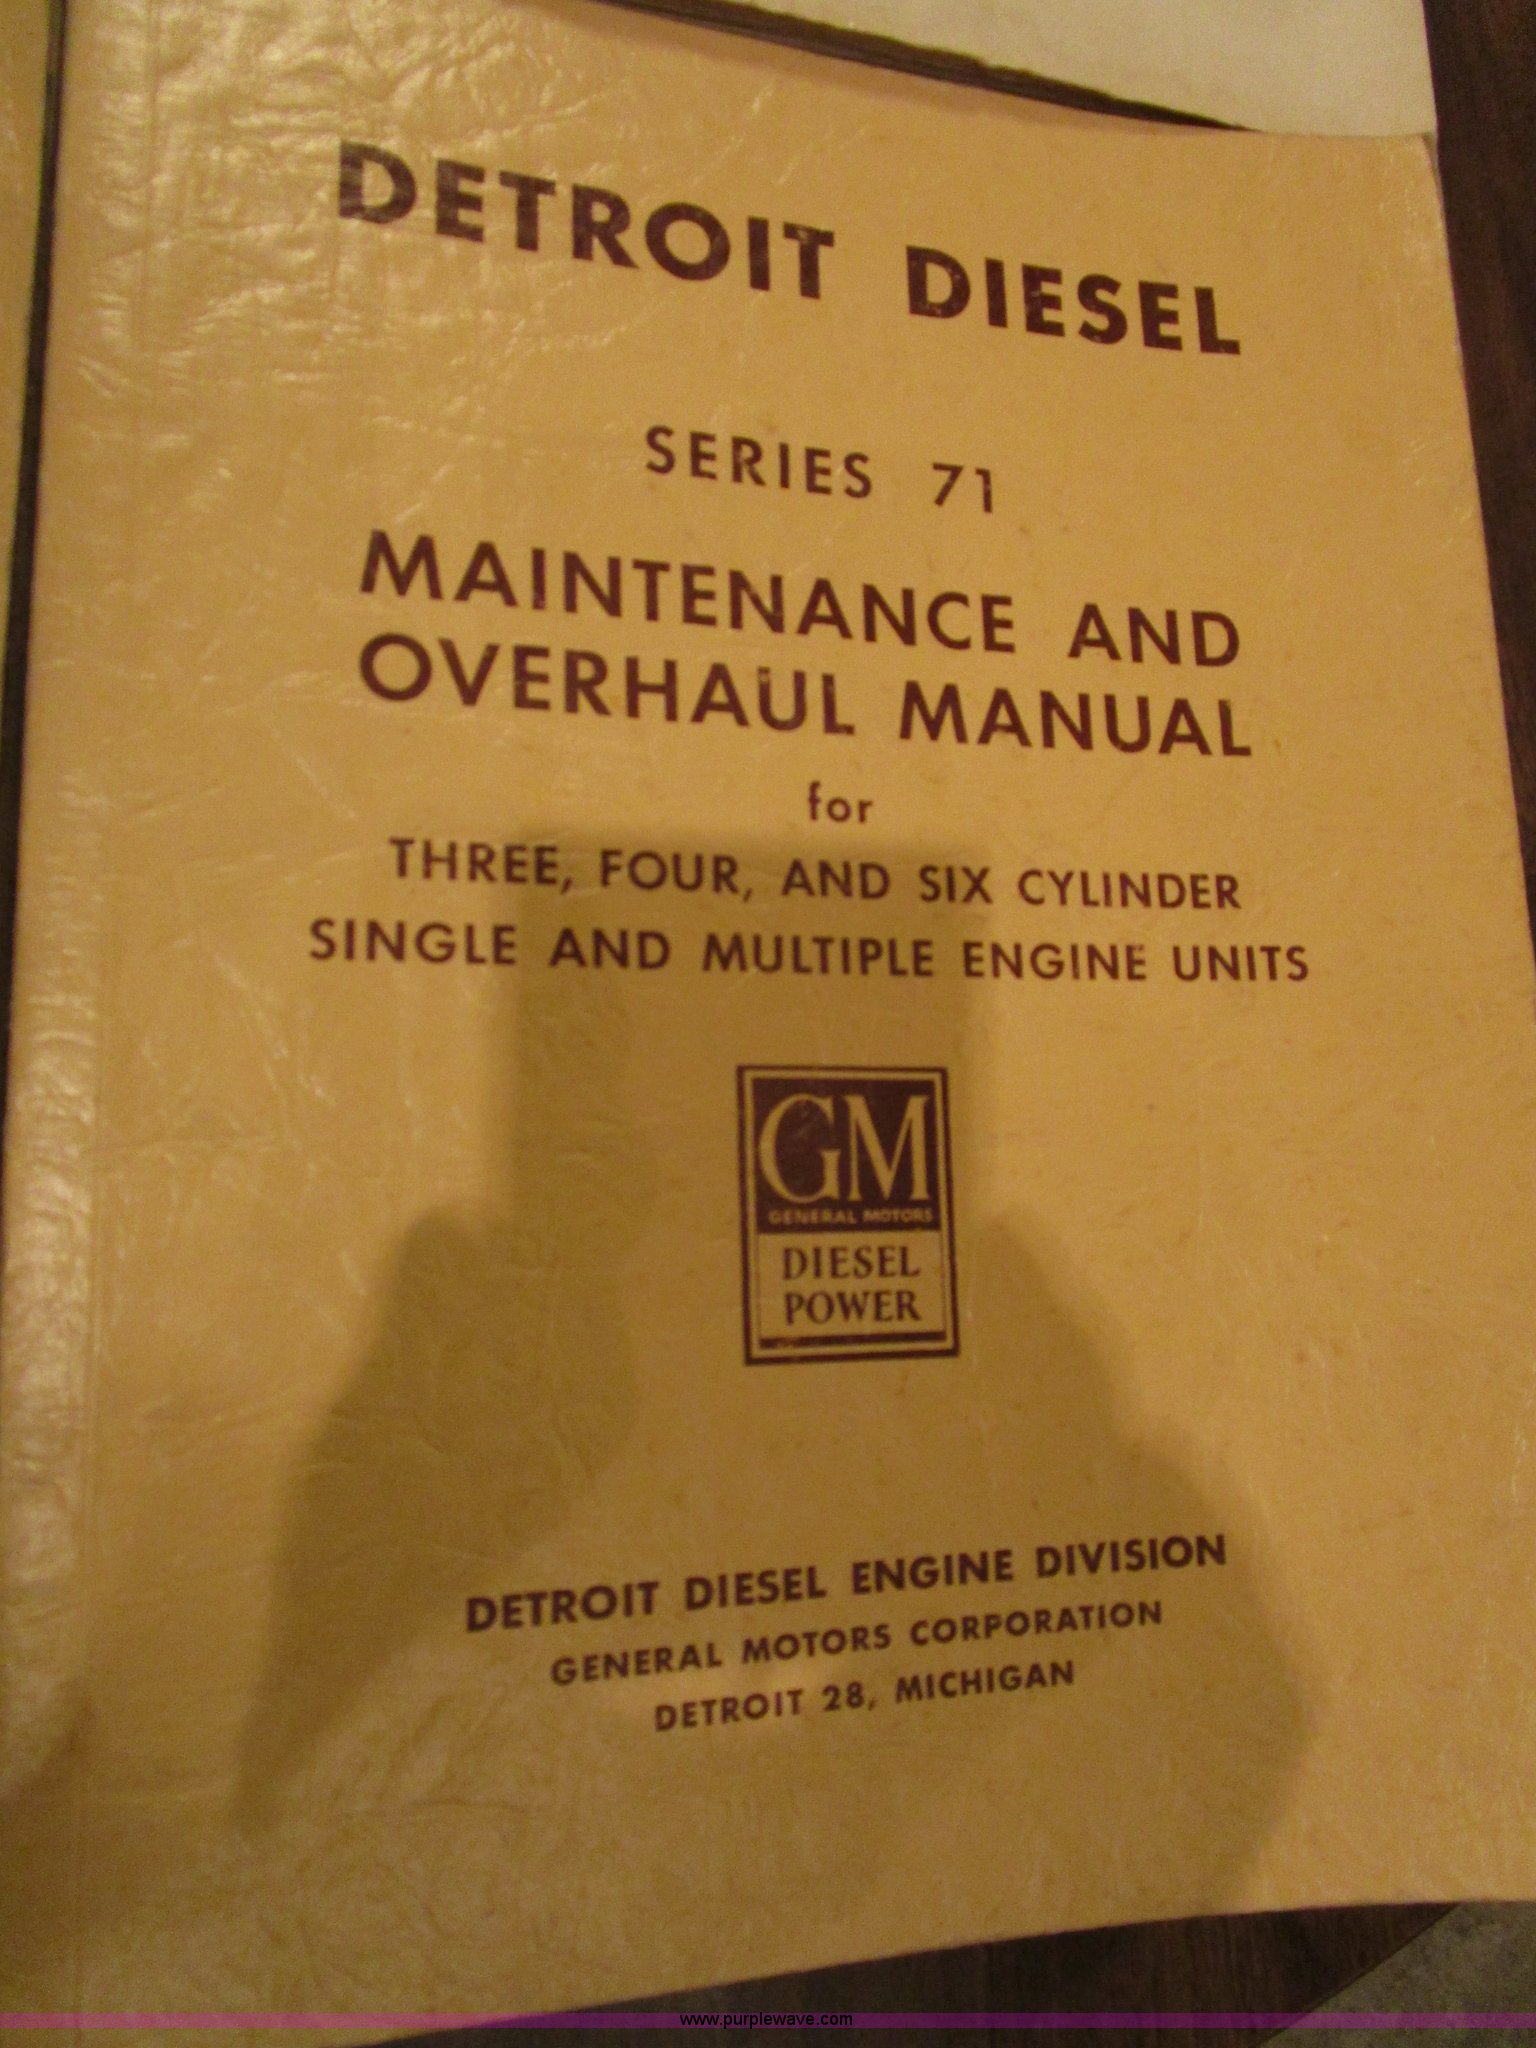 DETROIT DIESEL
SERIES 71
MAINTENANCE AND
OVERHAUL MANUAL
for
THREE, FOUR, AND SIX CYLINDER
SINGLE AND MULTIPLE ENGINE UNITS
GM
GENERAL MOTORS
DIESEL
POWER
DETROIT DIESEL ENGINE DIVISION
GENERAL MOTORS CORPORATION
DETROIT 28, MICHIGAN
www.purplewave.com